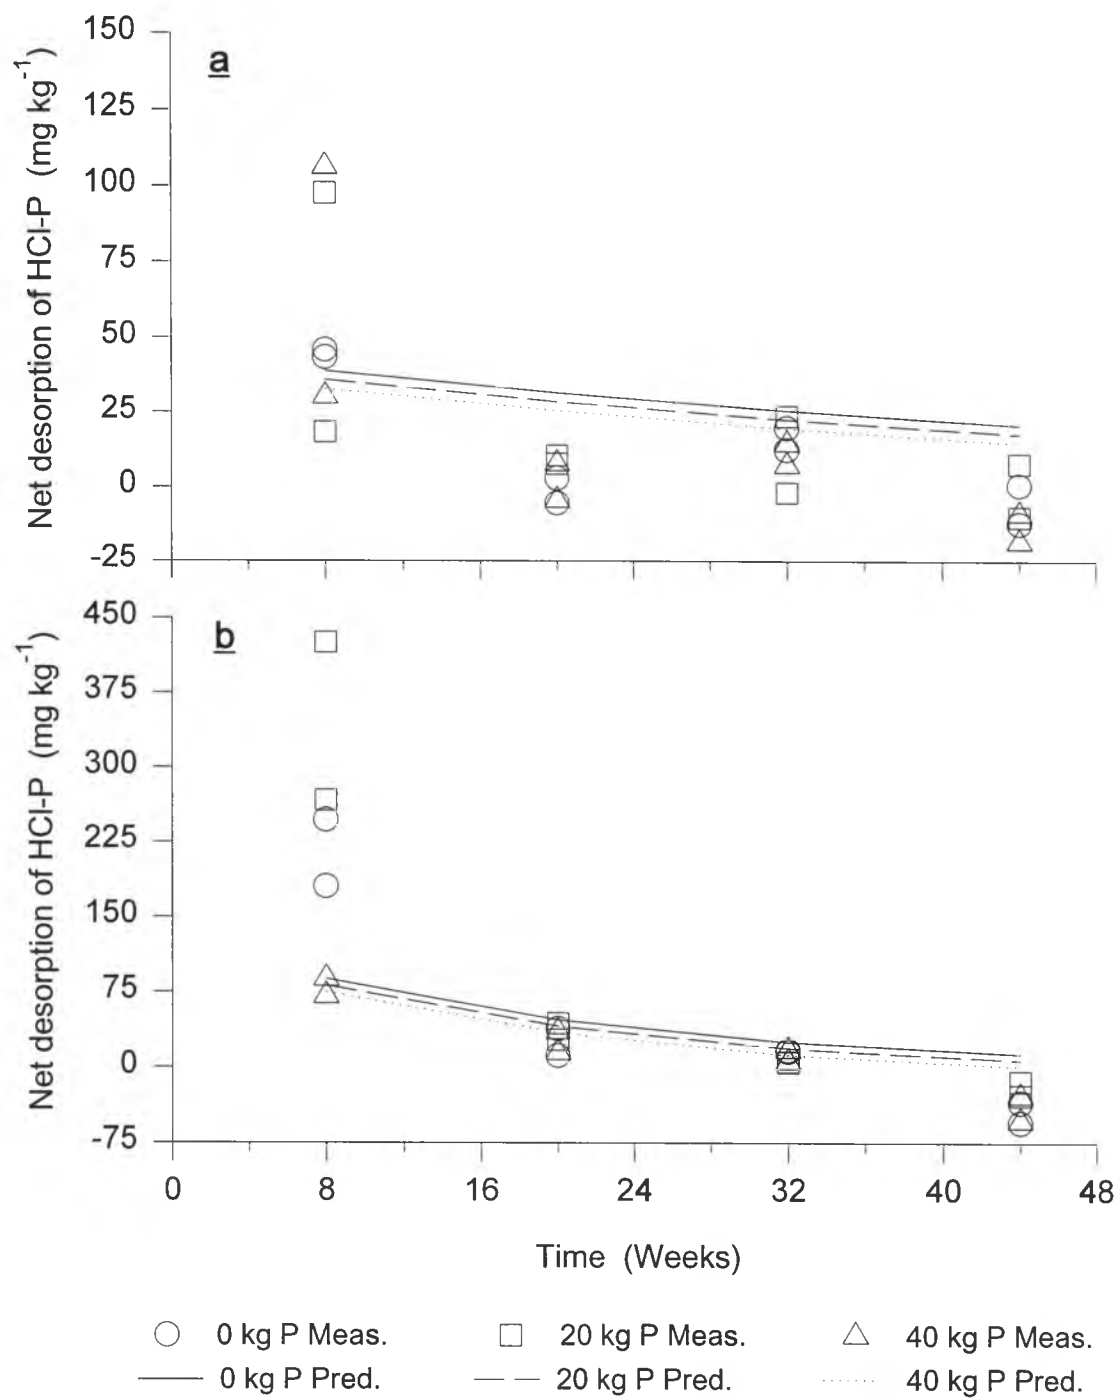 a
Net desorption of HCl-P (mg kg⁻¹)
150
125
100
75
50
25
0
-25
b
Net desorption of HCl-P (mg kg⁻¹)
450
375
300
225
150
75
0
-75
0 8 16 24 32 40 48
Time (Weeks)
0 kg P Meas. 20 kg P Meas. 40 kg P Meas.
0 kg P Pred. 20 kg P Pred. 40 kg P Pred.